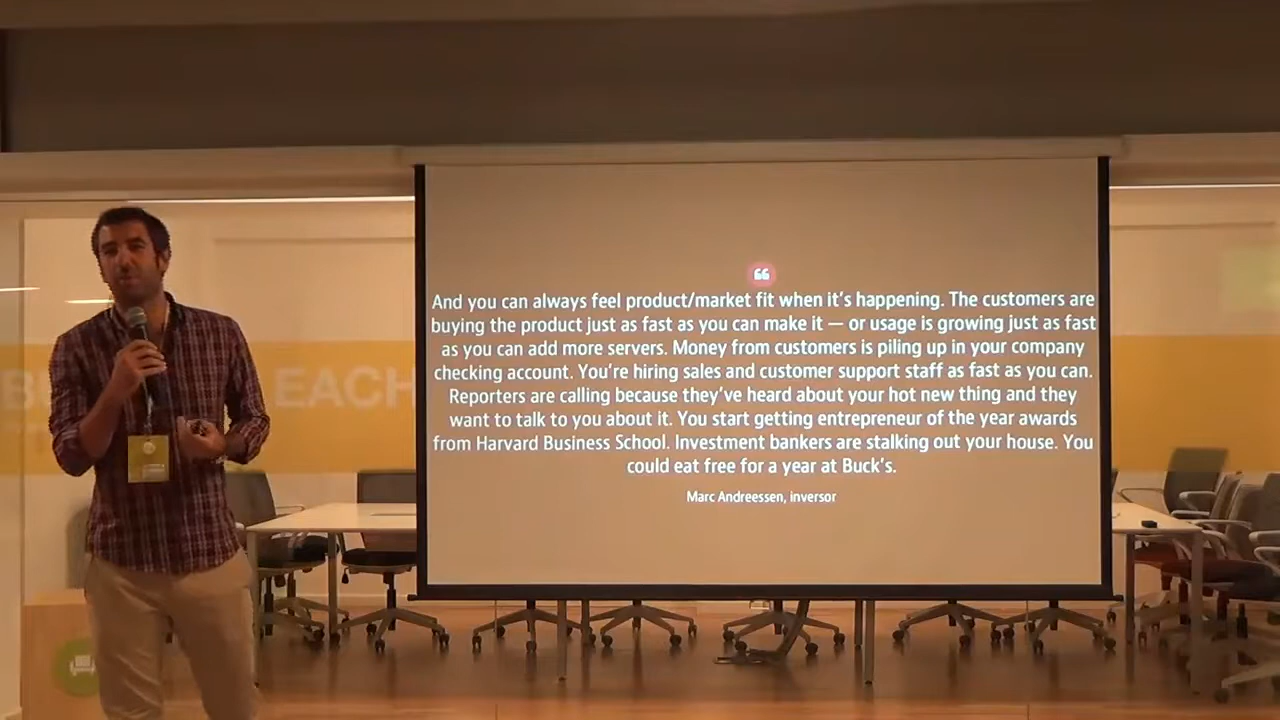 And you can always feel product/market fit when it's happening. The customers are
buying the product just as fast as you can make it — or usage is growing just as fast
as you can add more servers. Money from customers is piling up in your company
checking account. You're hiring sales and customer support staff as fast as you can.
Reporters are calling because they've heard about your hot new thing and they
want to talk to you about it. You start getting entrepreneur of the year awards
from Harvard Business School. Investment bankers are stalking out your house. You
could eat free for a year at Buck's.
Marc Andreessen, inversor
EACH